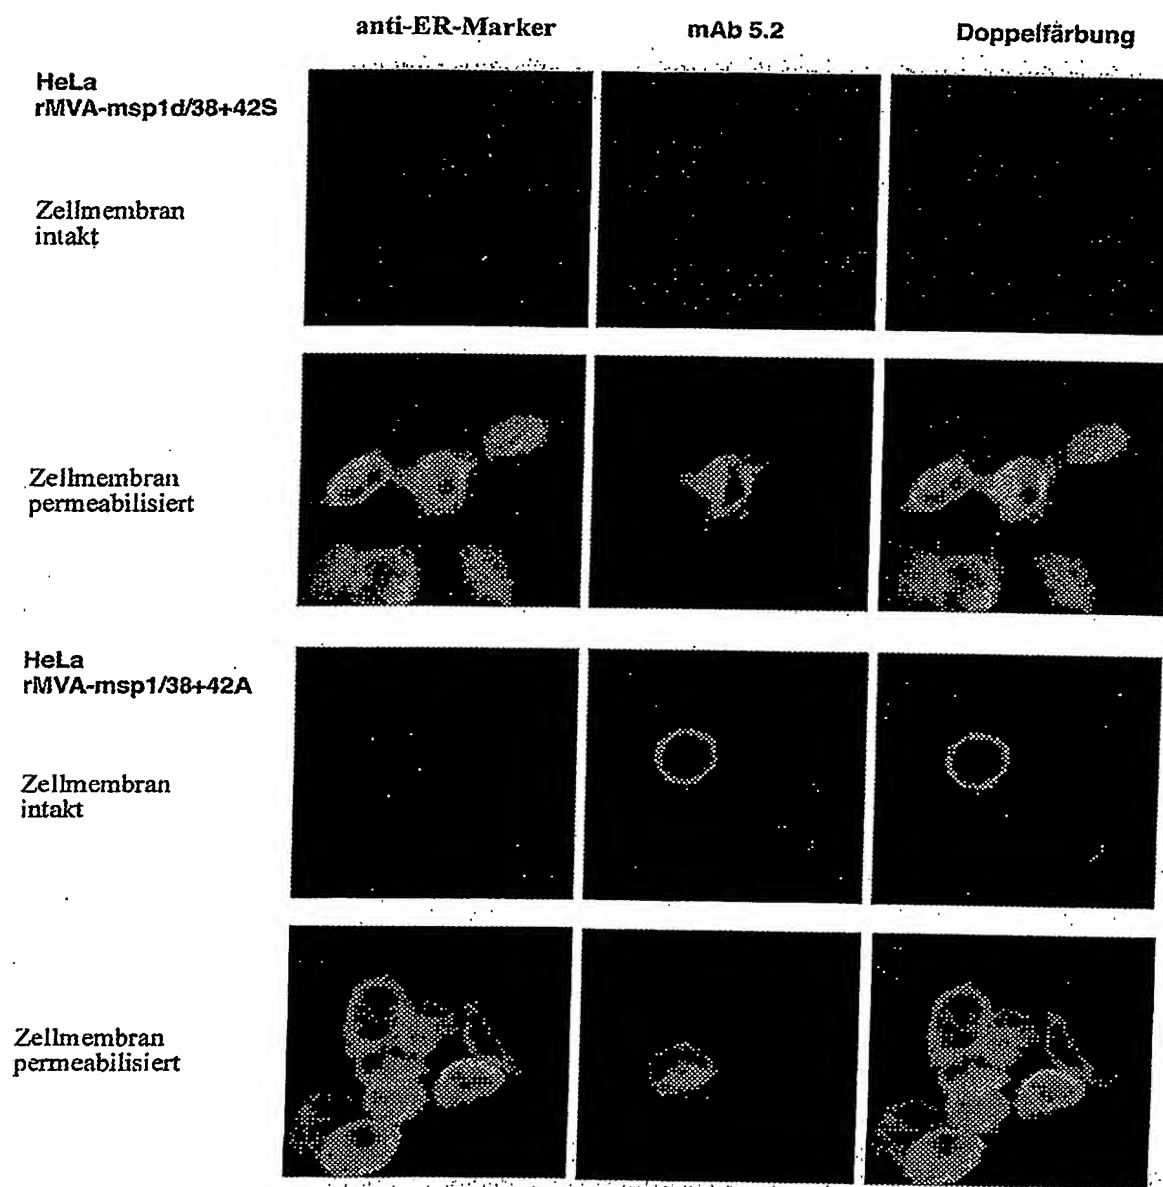 anti-ER-Marker
mAb 5.2
Doppelfärbung
HeLa
rMVA-msp1d/38+42S
Zellmembran
intakt
Zellmembran
permeabilisiert
HeLa
rMVA-msp1/38+42A
Zellmembran
intakt
Zellmembran
permeabilisiert